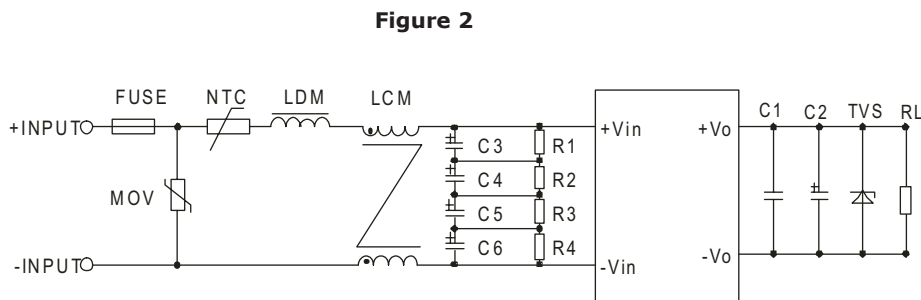 Figure 2
FUSE NTC LDM LCM C1 C2 TVS RL
+INPUT +Vin +Vo
C3 R1
C4 R2
MOV C5 R3
C6 R4
-INPUT -Vin -Vo